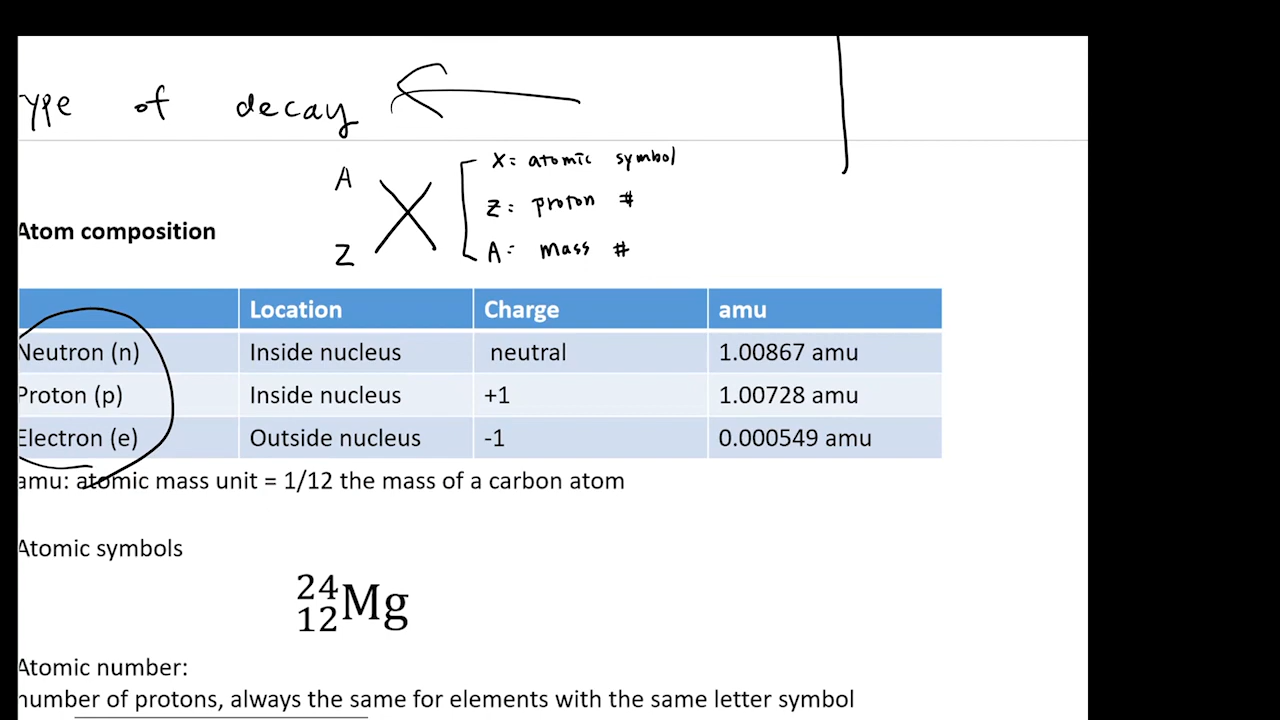 ype of decay
A
X
Z
X: atomic symbol
Z: proton #
A: mass #
Atom composition
Location Charge amu
Neutron (n) Inside nucleus neutral 1.00867 amu
Proton (p) Inside nucleus +1 1.00728 amu
Electron (e) Outside nucleus -1 0.000549 amu
amu: atomic mass unit = 1/12 the mass of a carbon atom
Atomic symbols
24
12 Mg
Atomic number:
number of protons, always the same for elements with the same letter symbol